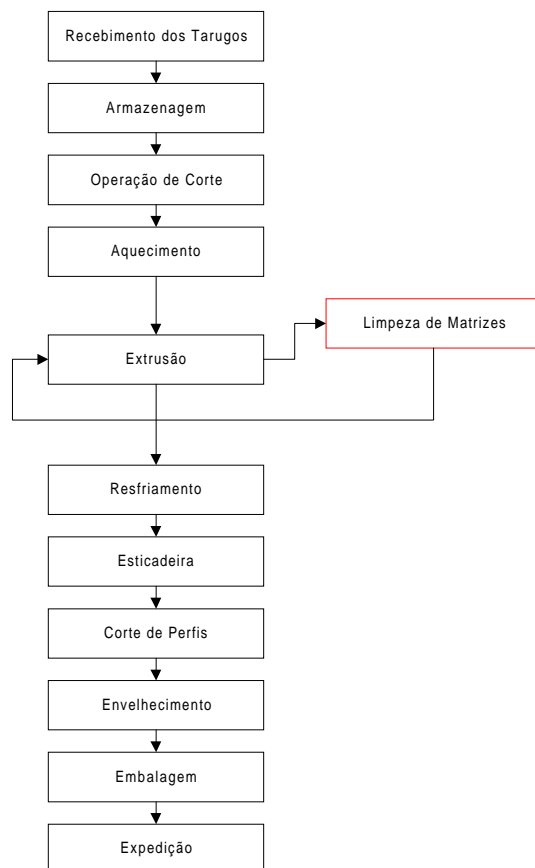 Recebimento dos Tarugos
Armazenagem
Operação de Corte
Aquecimento
Limpeza de Matrizes
Extrusão
Resfriamento
Esticadeira
Corte de Perfis
Envelhecimento
Embalagem
Expedição